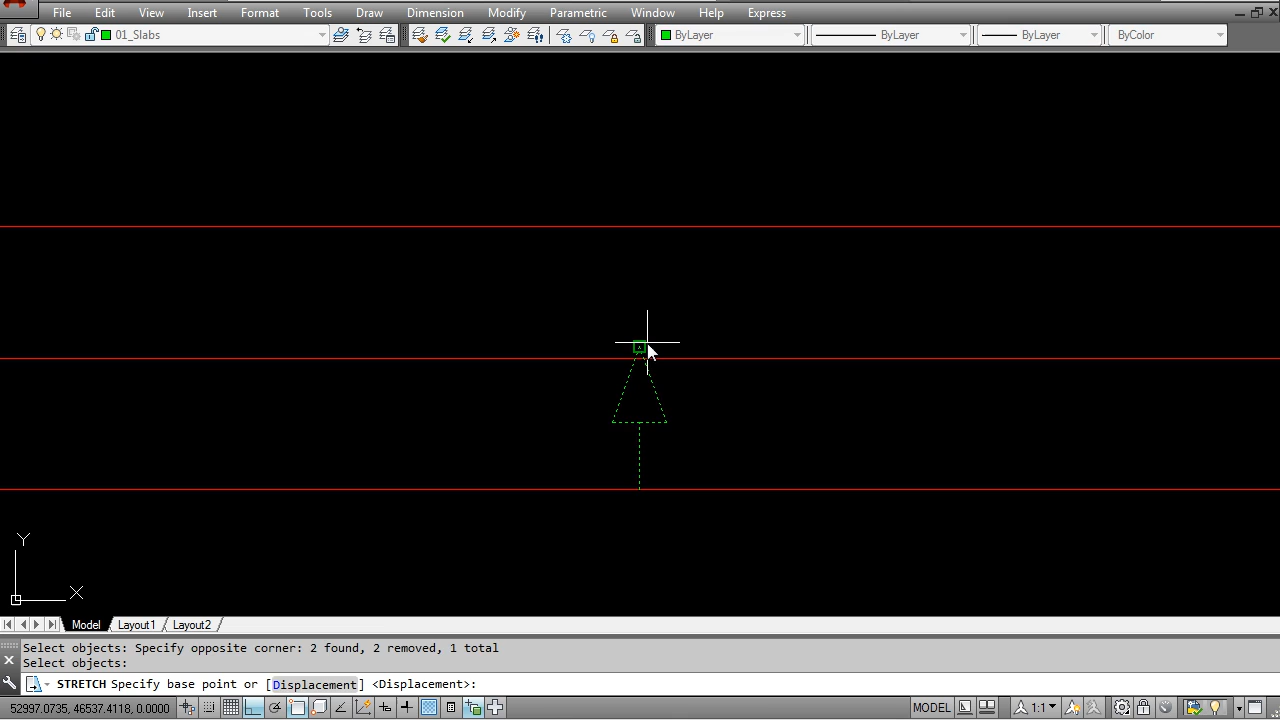 File Edit View Insert Format Tools Draw Dimension Modify Parametric Window Help Express
01_Slabs ByLayer ByLayer ByLayer ByColor
Y
X
Model Layout1 Layout2
Select objects: Specify opposite corner: 2 found, 2 removed, 1 total
Select objects:
STRETCH Specify base point or [Displacement] <Displacement>:
52997.0735, 46537.4118, 0.0000 MODEL 1:1